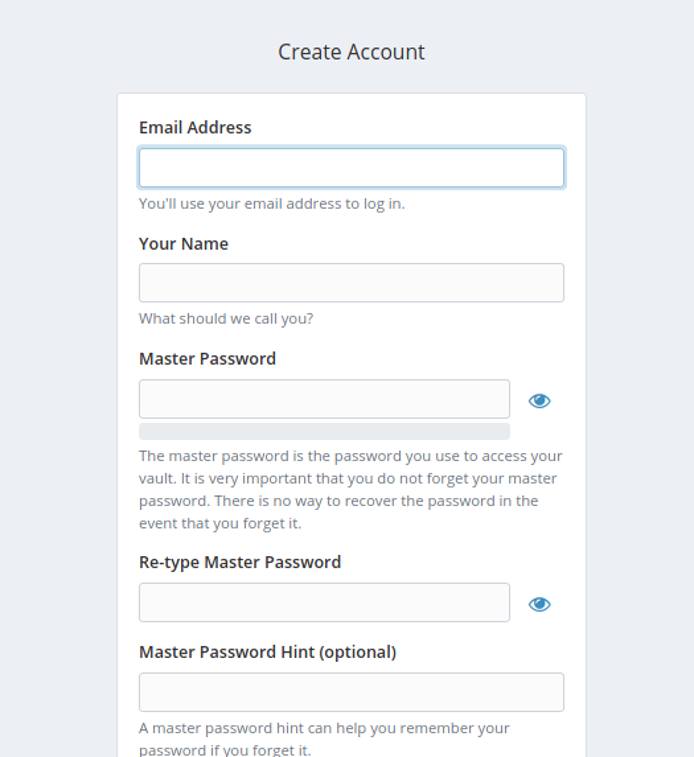 Create Account
Email Address
You'll use your email address to log in.
Your Name
What should we call you?
Master Password
The master password is the password you use to access your
vault. It is very important that you do not forget your master
password. There is no way to recover the password in the
event that you forget it.
Re-type Master Password
Master Password Hint (optional)
A master password hint can help you remember your
password if you forget it.